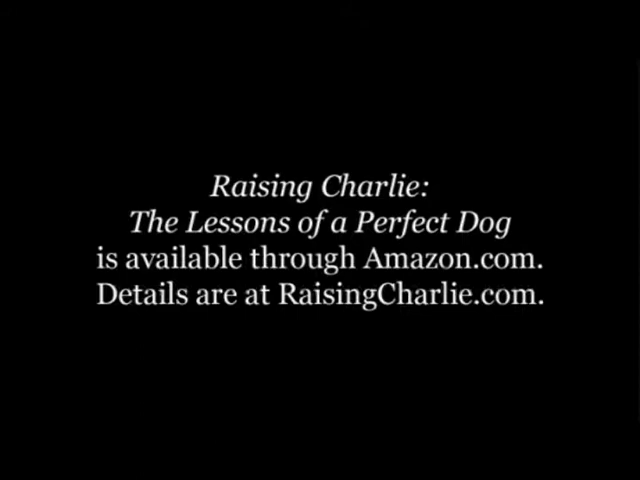 Raising Charlie:
The Lessons of a Perfect Dog
is available through Amazon.com.
Details are at RaisingCharlie.com.